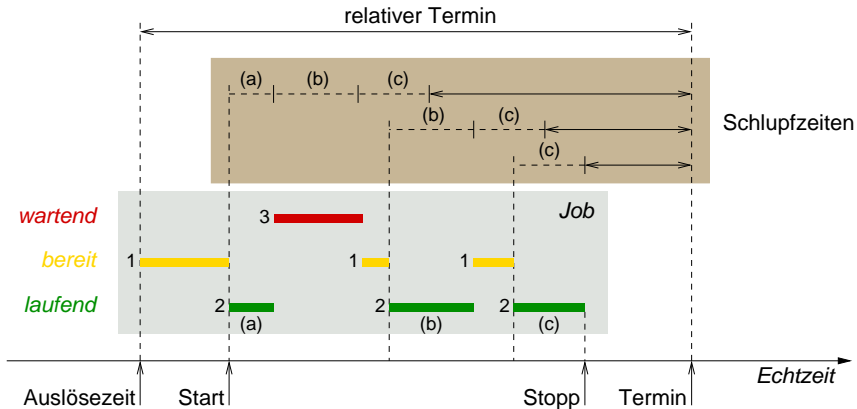 relativer Termin
(a) (b) (c)
(b) (c)
Schlupfzeiten
(c)
wartend 3 Job
bereit 1 1 1
laufend 2 2 2
(a) (b) (c)
Echtzeit
Auslösezeit Start Stopp Termin